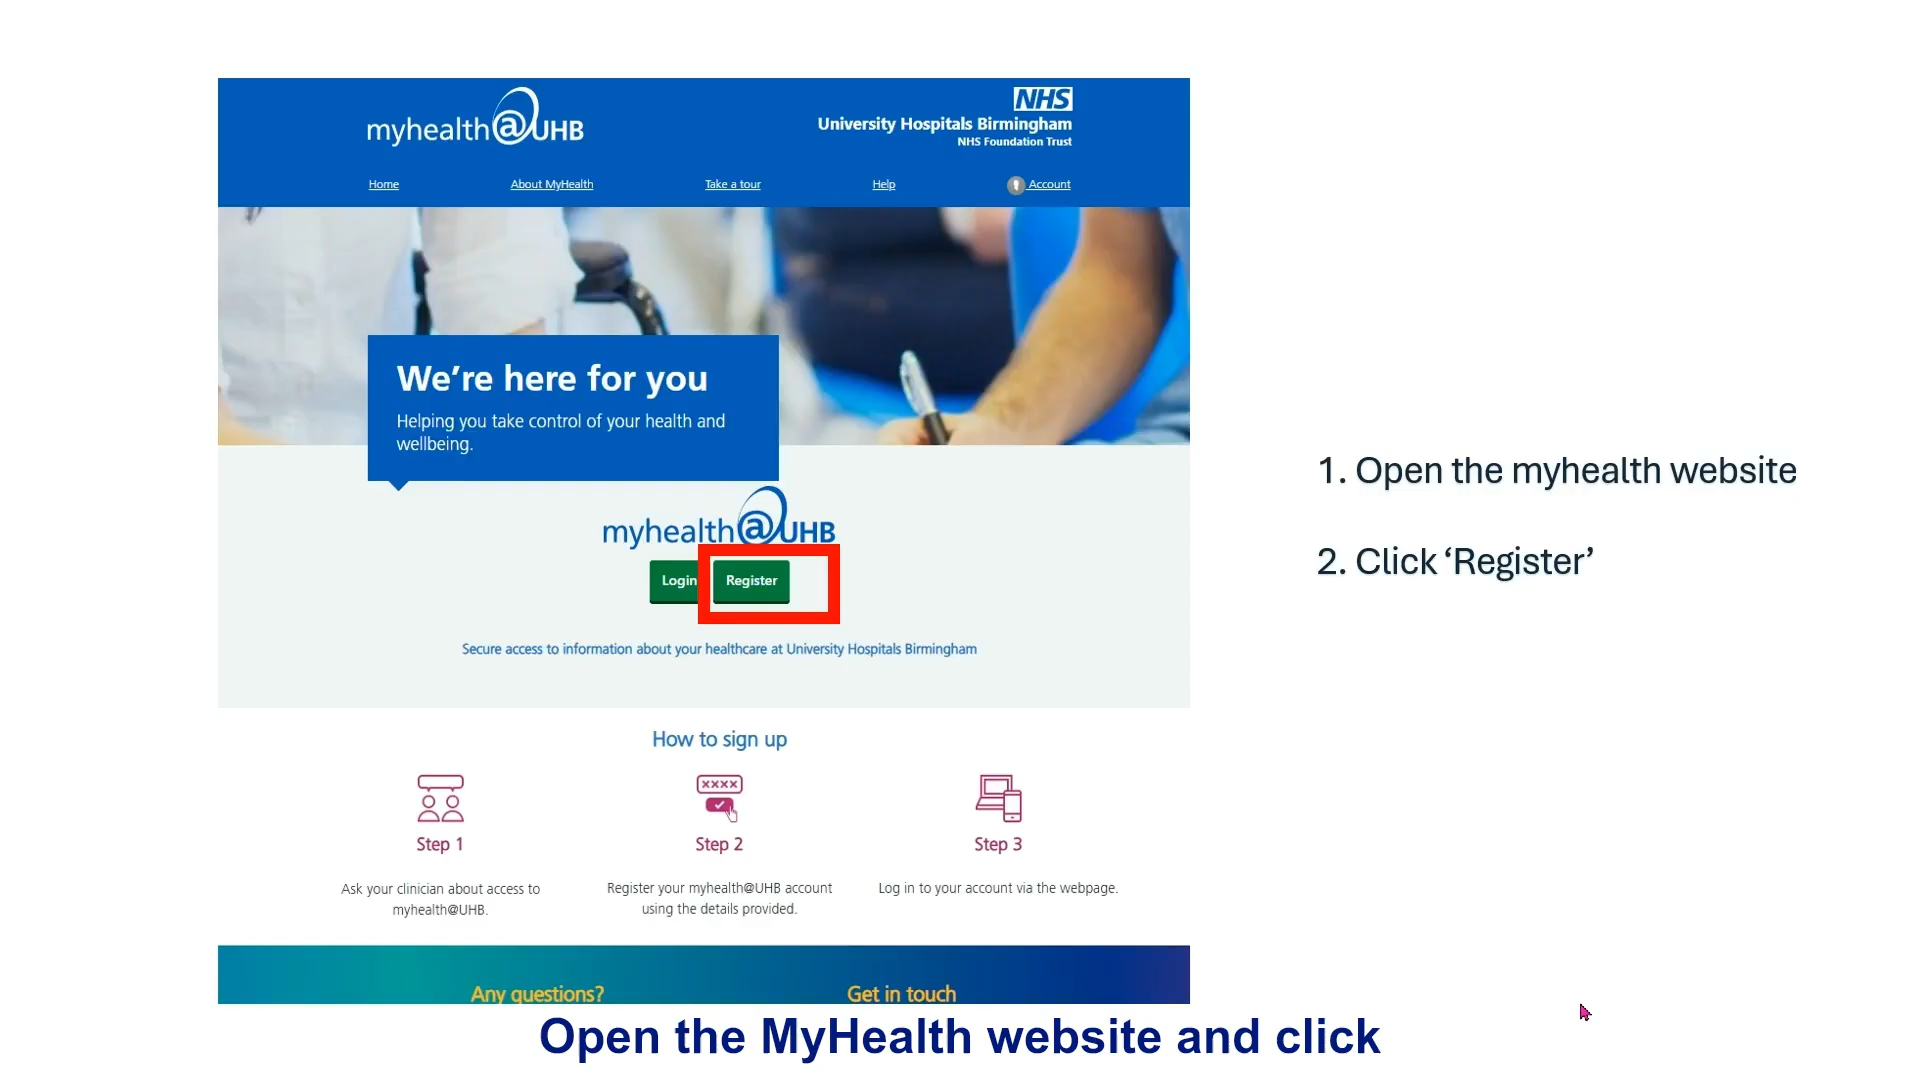 myhealth@UHB
NHS
University Hospitals Birmingham
NHS Foundation Trust
Home
About MyHealth
Take a tour
Help
Account
We’re here for you
Helping you take control of your health and
wellbeing.
myhealth@UHB
Login
Register
Secure access to information about your healthcare at University Hospitals Birmingham
How to sign up
xxxx
Step 1
Step 2
Step 3
Ask your clinician about access to
myhealth@UHB.
Register your myhealth@UHB account
using the details provided.
Log in to your account via the webpage.
Any questions?
Get in touch
1. Open the myhealth website
2. Click ‘Register’
Open the MyHealth website and click